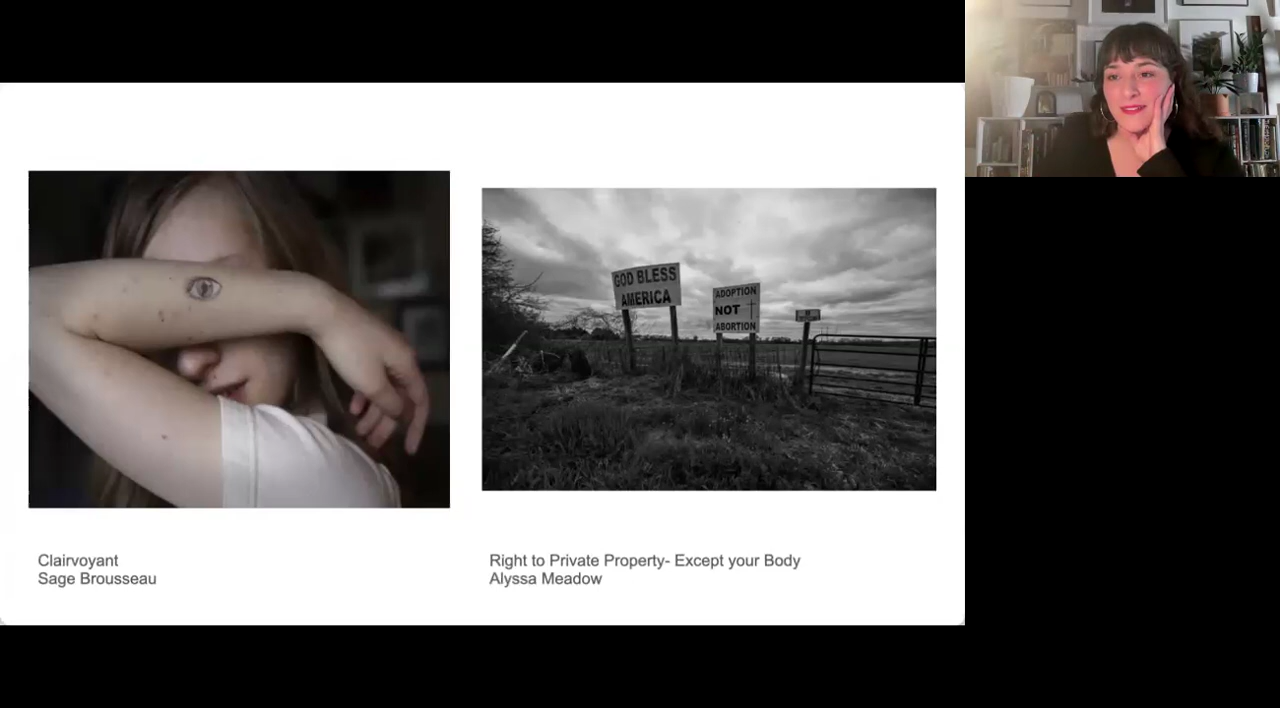 GOD BLESS
AMERICA
ADOPTION
NOT
ABORTION
Clairvoyant
Sage Brousseau
Right to Private Property- Except your Body
Alyssa Meadow